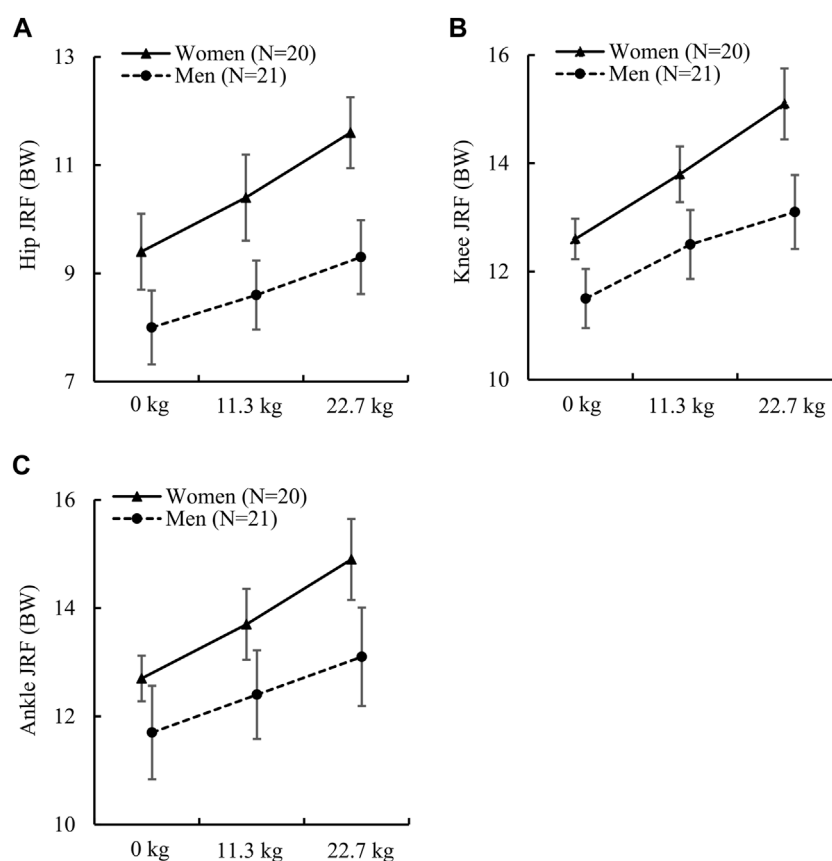 A
13
11
9
7
Hip JRF (BW)
Women (N=20)
Men (N=21)
0 kg
11.3 kg
22.7 kg
B
16
14
12
10
Knee JRF (BW)
Women (N=20)
Men (N=21)
0 kg
11.3 kg
22.7 kg
C
16
14
12
10
Ankle JRF (BW)
Women (N=20)
Men (N=21)
0 kg
11.3 kg
22.7 kg